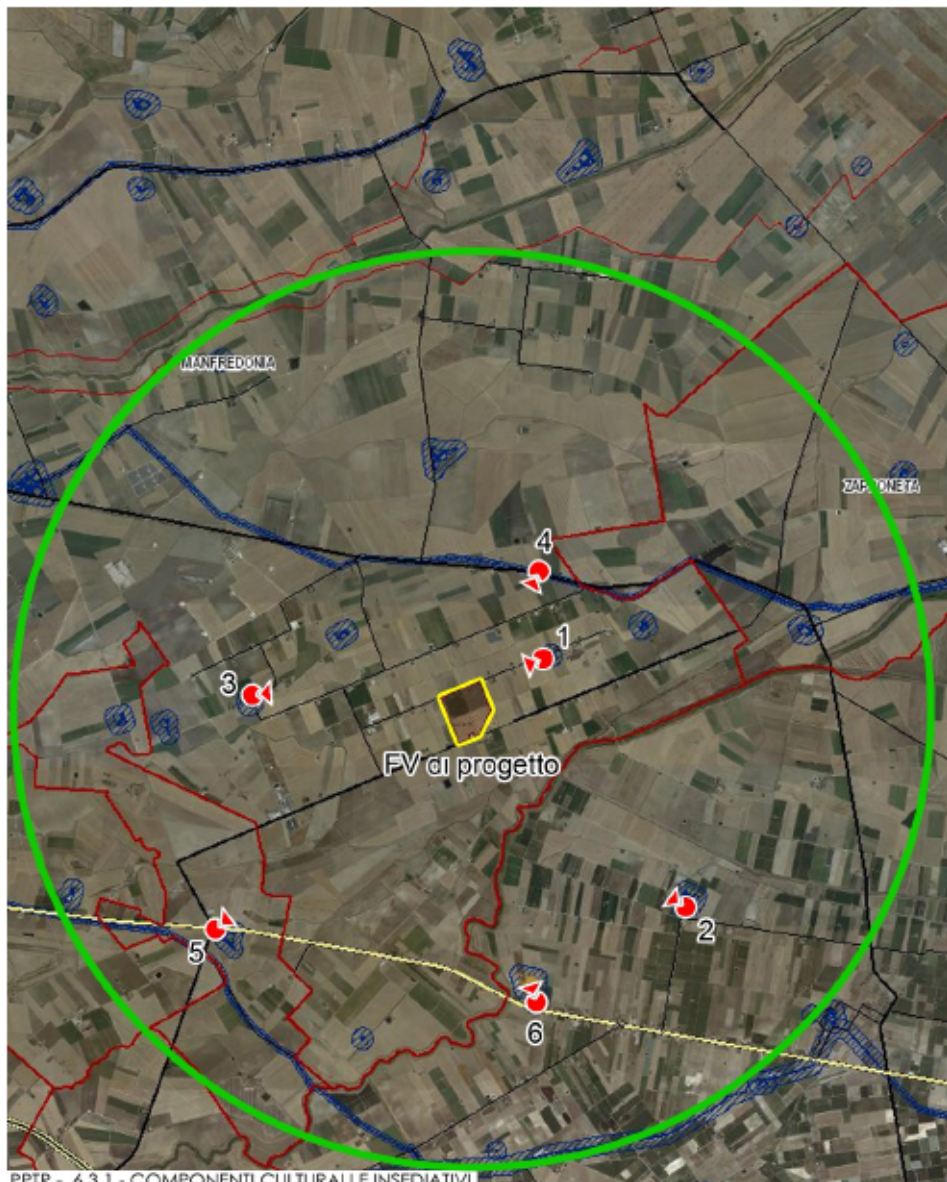 MANFREDONIA
ZAPPONETA
4
1
3
FV di progetto
2
5
6
PPTR - 6.3.1 - COMPONENTI CULTURALI E INSEDIATIVI